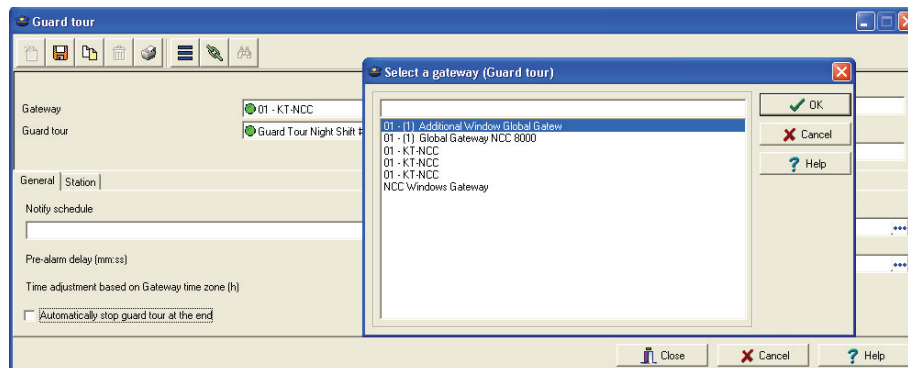 Guard tour
Select a gateway (Guard tour)
Gateway
01 - KT-NCC
Guard tour
Guard Tour Night Shift #
01 - (1) Additional Window Global Gatew
01 - (1) Global Gateway NCC 8000
01 - KT-NCC
01 - KT-NCC
01 - KT-NCC
NCC Windows Gateway
OK
Cancel
Help
General
Station
Notify schedule
Pre-alarm delay (mm:ss)
Time adjustment based on Gateway time zone (h)
Automatically stop guard tour at the end
Close
Cancel
Help